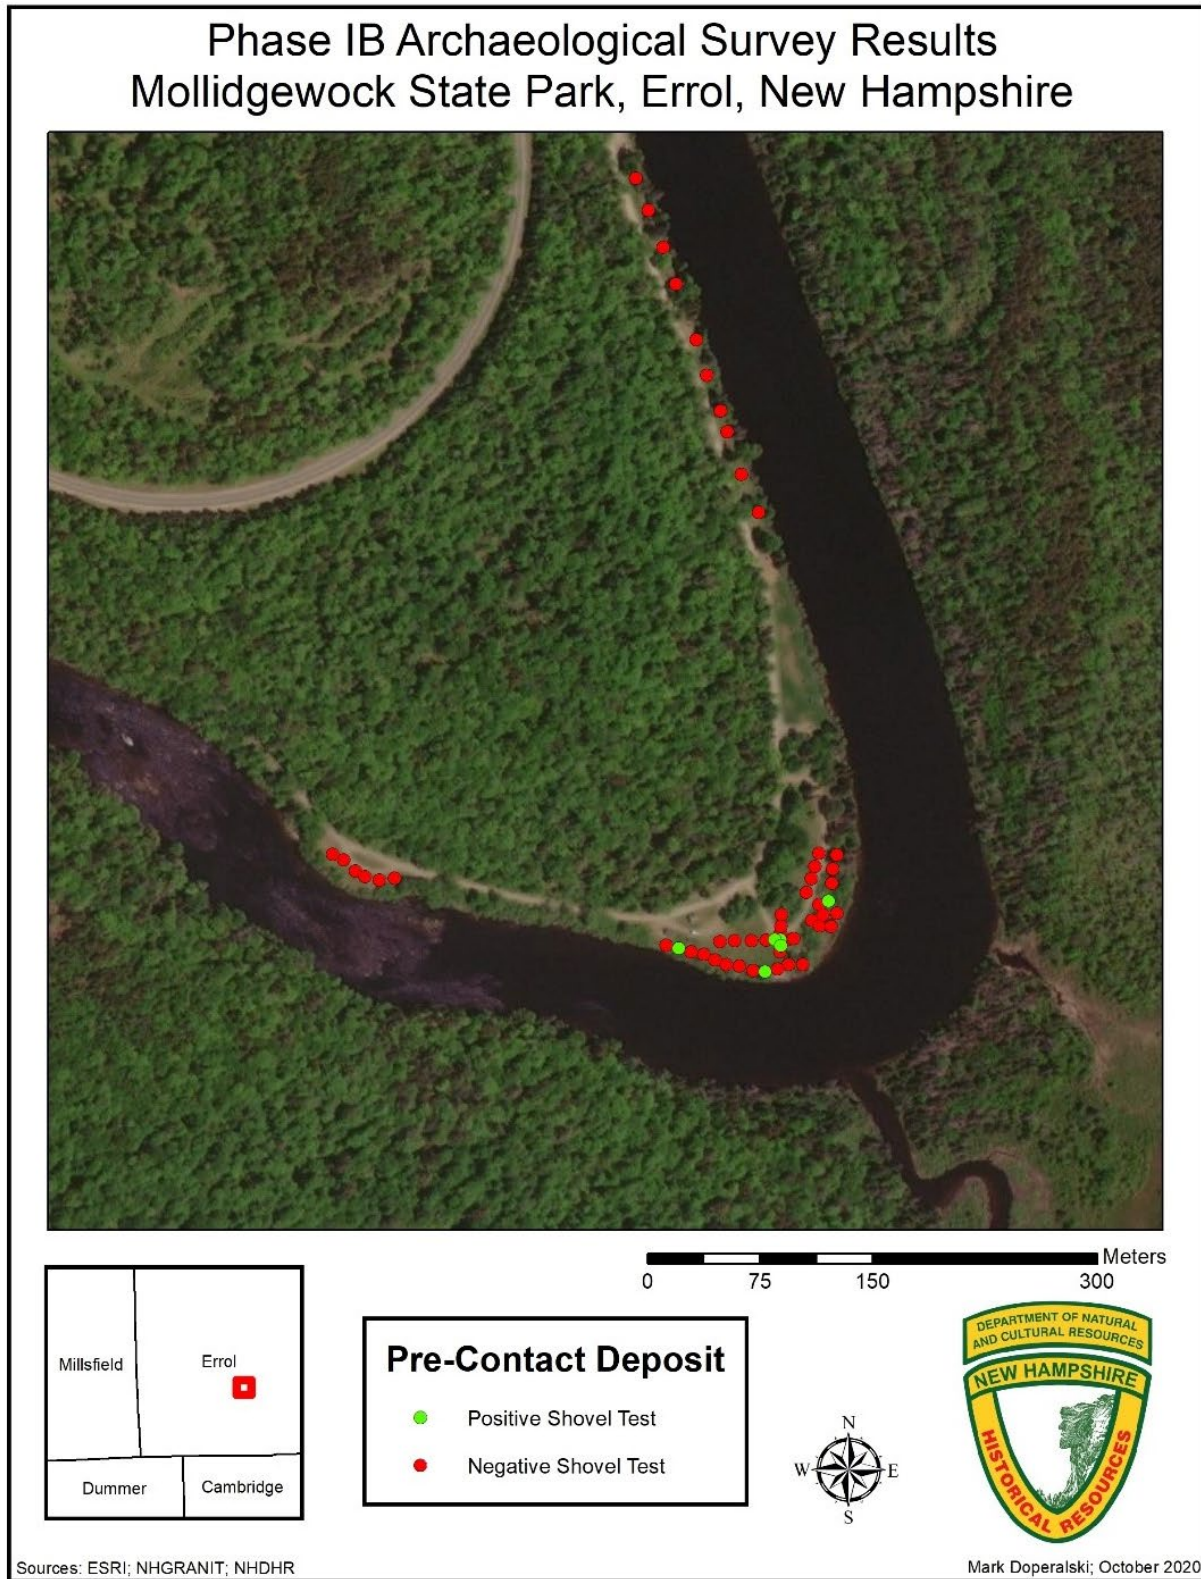 Phase IB Archaeological Survey Results
Mollidgewock State Park, Errol, New Hampshire
Meters
0 75 150 300
Millsfield
Errol
Dummer
Cambridge
Pre-Contact Deposit
Positive Shovel Test
Negative Shovel Test
N
W E
S
DEPARTMENT OF NATURAL
AND CULTURAL RESOURCES
NEW HAMPSHIRE
HISTORICAL RESOURCES
Sources: ESRI; NHGRANIT; NHDHR
Mark Doperalski; October 2020